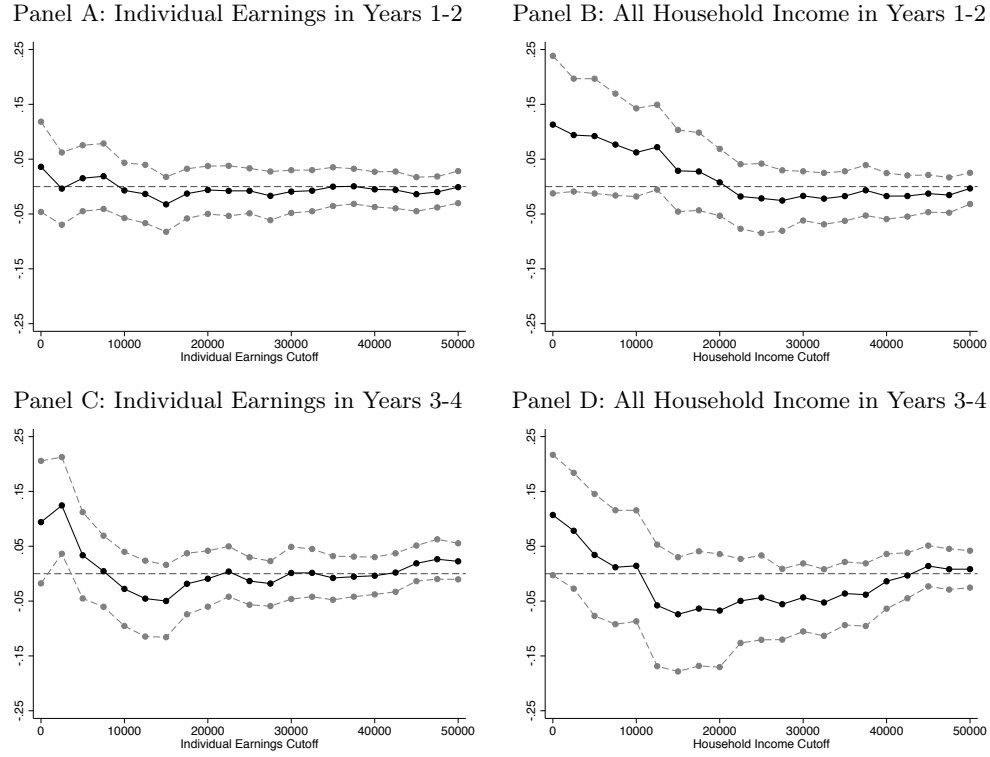 Panel A: Individual Earnings in Years 1-2
.25
.15
.05
-.05
-.15
-.25
0 10000 20000 30000 40000 50000
Individual Earnings Cutoff
Panel B: All Household Income in Years 1-2
.25
.15
.05
-.05
-.15
-.25
0 10000 20000 30000 40000 50000
Household Income Cutoff
Panel C: Individual Earnings in Years 3-4
.25
.15
.05
-.05
-.15
-.25
0 10000 20000 30000 40000 50000
Individual Earnings Cutoff
Panel D: All Household Income in Years 3-4
.25
.15
.05
-.05
-.15
-.25
0 10000 20000 30000 40000 50000
Household Income Cutoff